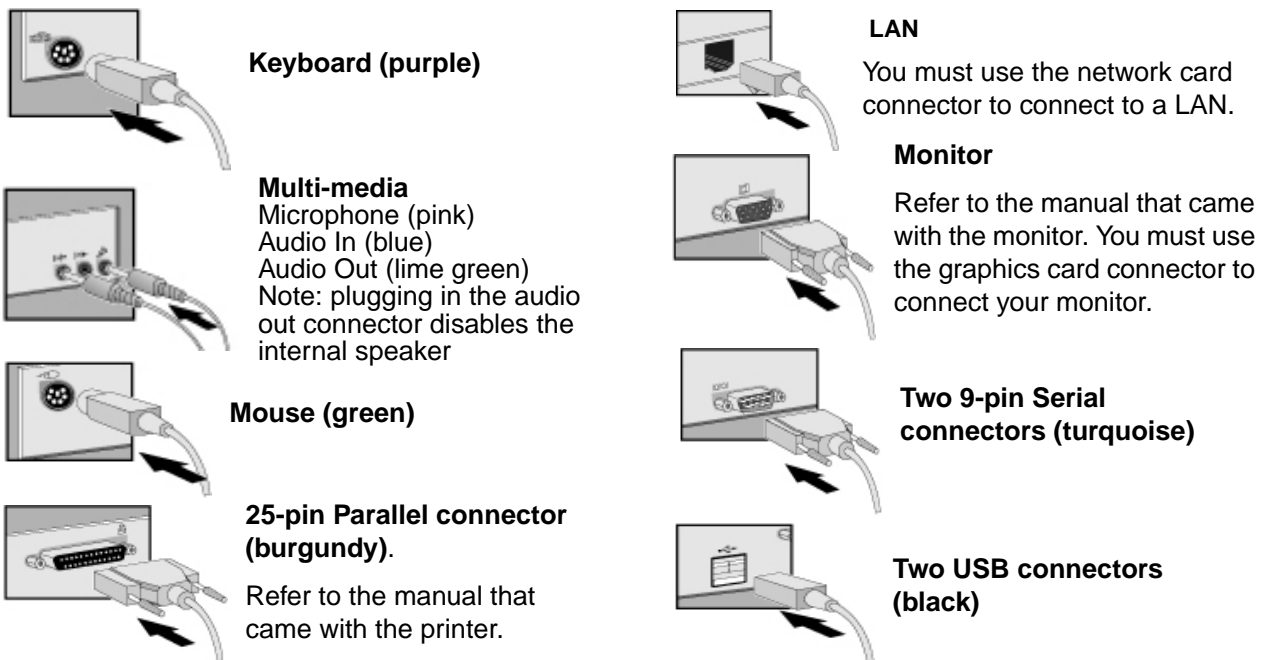 Keyboard (purple)
Multi-media
Microphone (pink)
Audio In (blue)
Audio Out (lime green)
Note: plugging in the audio
out connector disables the
internal speaker
Mouse (green)
25-pin Parallel connector
(burgundy).
Refer to the manual that
came with the printer.
LAN
You must use the network card
connector to connect to a LAN.
Monitor
Refer to the manual that came
with the monitor. You must use
the graphics card connector to
connect your monitor.
Two 9-pin Serial
connectors (turquoise)
Two USB connectors
(black)